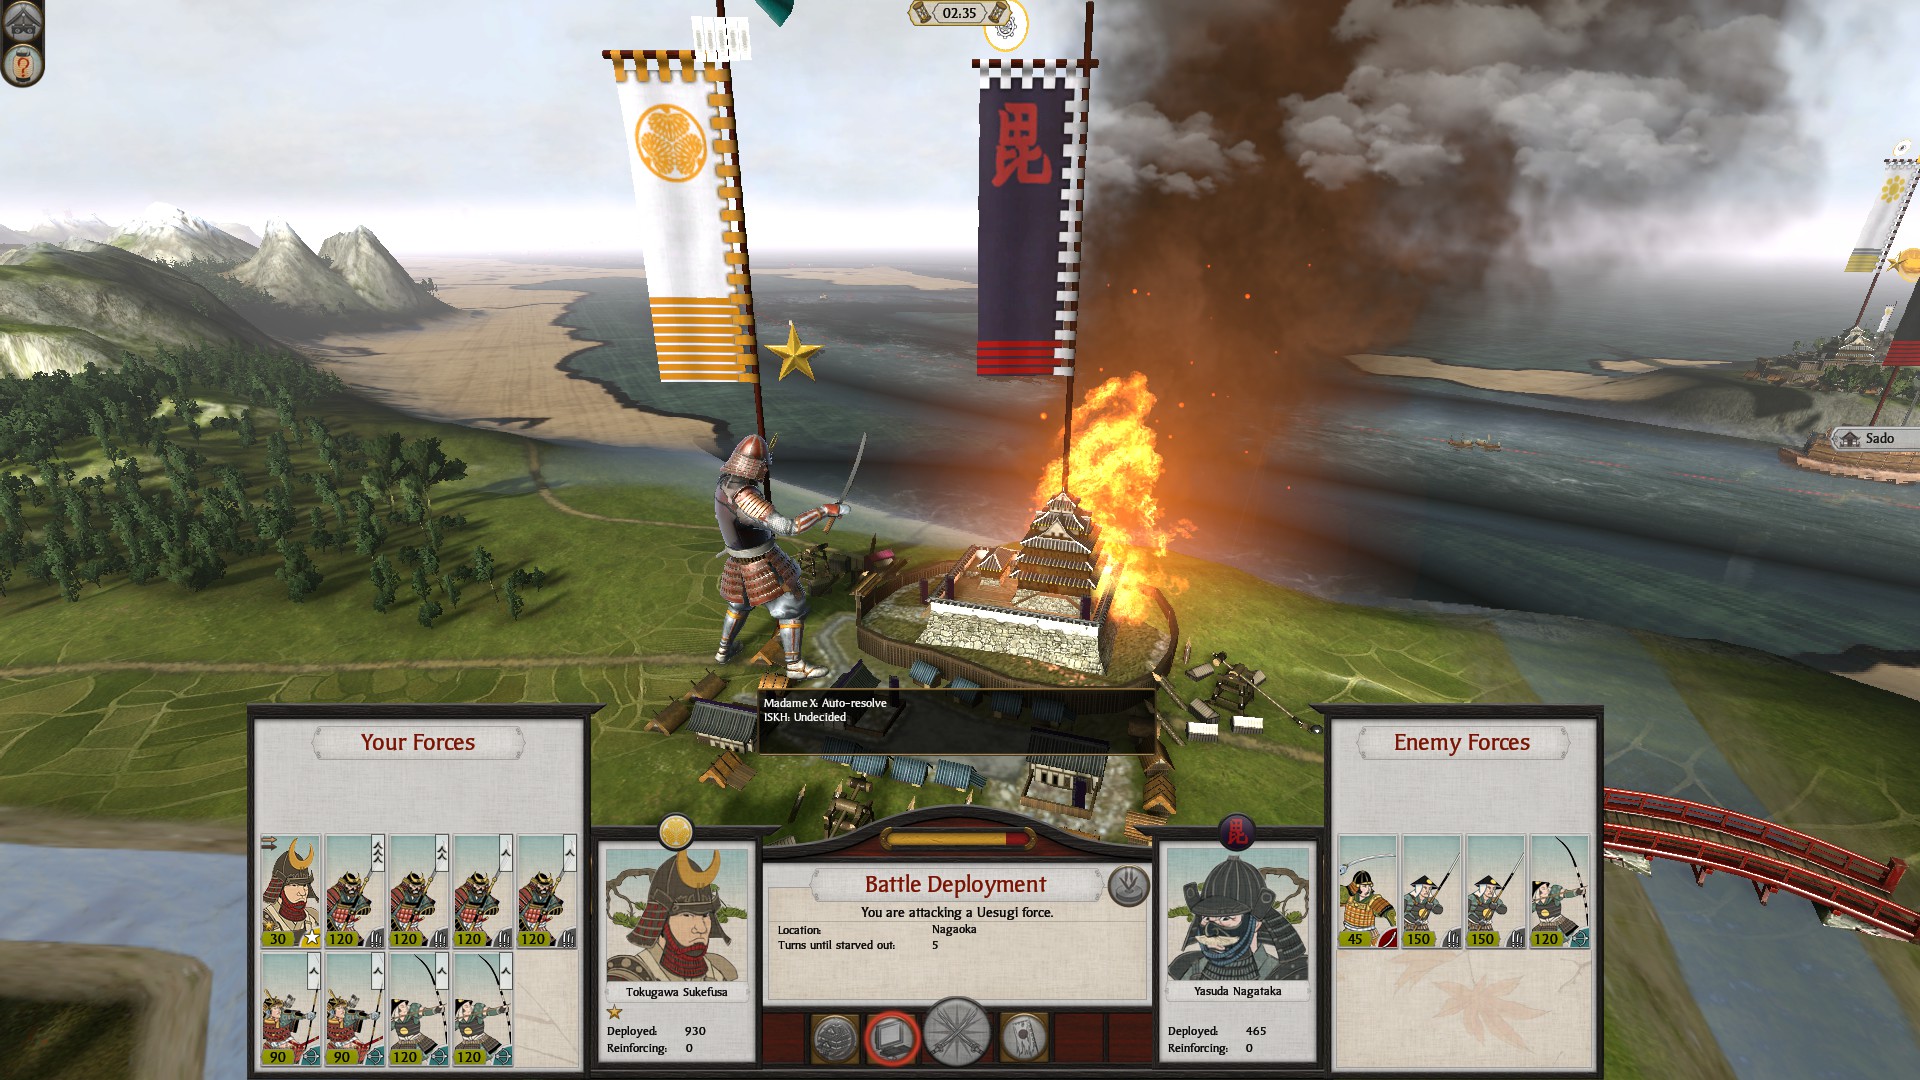 02:35
毘
Sado
Madame X: Auto-resolve
ISKH: Undecided
Your Forces
30
120
120
120
120
90
90
120
120
Tokugawa Sukefusa
Deployed: 930
Reinforcing: 0
Battle Deployment
You are attacking a Uesugi force.
Location: Nagaoka
Turns until starved out: 5
毘
Yasuda Nagataka
Deployed: 465
Reinforcing: 0
Enemy Forces
45
150
150
120